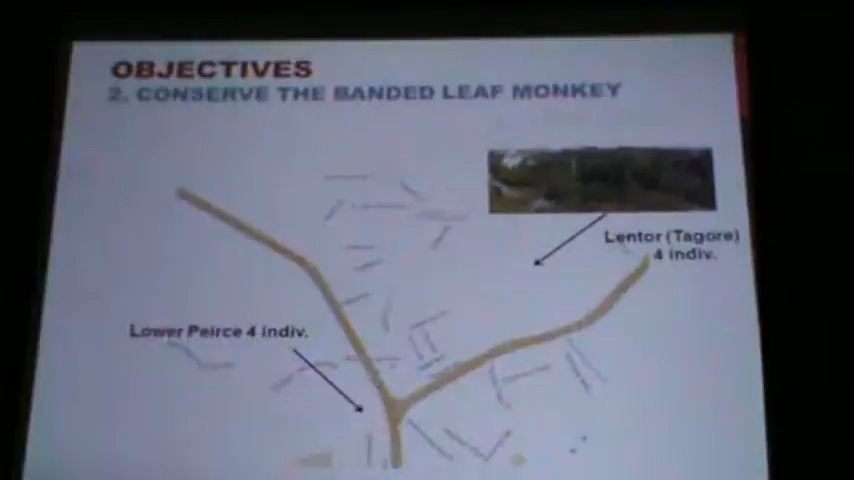 OBJECTIVES
2. CONSERVE THE BANDED LEAF MONKEY
Lentor (Tagore)
4 indiv.
Lower Peirce 4 indiv.